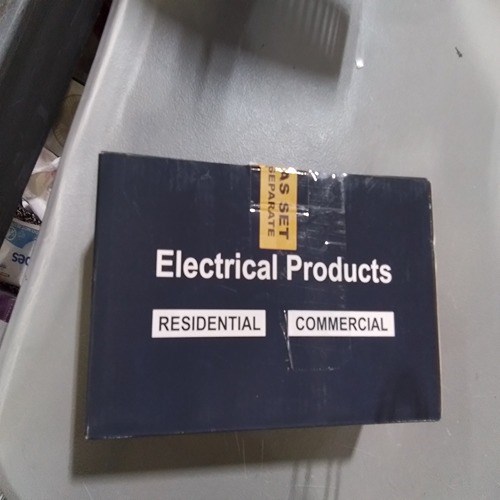 AS SET
SEPARATE
Electrical Products
RESIDENTIAL
COMMERCIAL